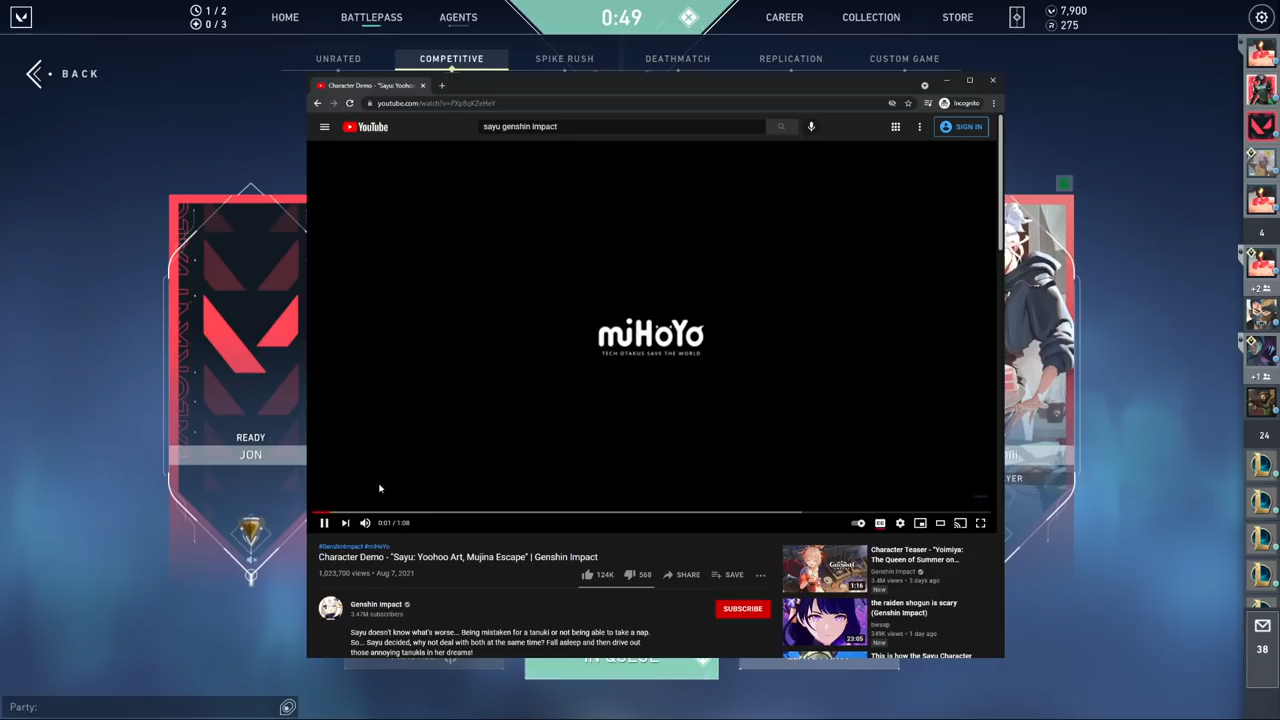 1 / 2
0 / 3
HOME
BATTLEPASS
AGENTS
0:49
CAREER
COLLECTION
STORE
7,900
275
BACK
UNRATED
COMPETITIVE
SPIKE RUSH
DEATHMATCH
REPLICATION
CUSTOM GAME
Character Demo - "Sayu: Yoohoo
youtube.com/watch?v=PXp8qKZeHeY
Incognito
YouTube
sayu genshin impact
SIGN IN
miHoYo
TECH OTAKUS SAVE THE WORLD
READY
JON
YER
0:01 / 1:08
#GenshinImpact #miHoYo
Character Demo - "Sayu: Yoohoo Art, Mujina Escape" | Genshin Impact
1,023,700 views • Aug 7, 2021
124K
568
SHARE
SAVE
Genshin Impact
3.47M subscribers
SUBSCRIBE
Sayu doesn't know what's worse... Being mistaken for a tanuki or not being able to take a nap.
So... Sayu decided, why not deal with both at the same time? Fall asleep and then drive out
those annoying tanukis in her dreams!
Character Teaser - "Yoimiya:
The Queen of Summer on...
Genshin Impact
3.4M views • 3 days ago
New
1:16
the raiden shogun is scary
(Genshin Impact)
bwaap
349K views • 1 day ago
New
23:05
This is how the Sayu Character
IN QUEUE
4
+2
+1
24
38
Party: